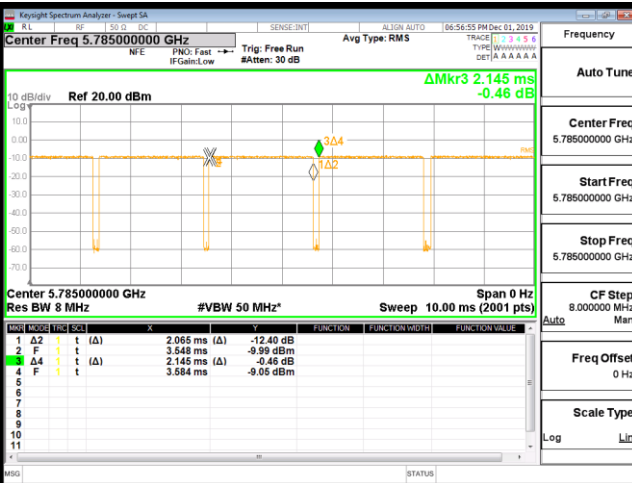 Keysight Spectrum Analyzer - Swept SA
RL RF 50 Ω DC SENSE:INT ALIGN AUTO 06:56:55 PM Dec 01, 2019
Center Freq 5.785000000 GHz
NFE PNO: Fast IFGain:Low
Trig: Free Run
#Atten: 30 dB
Avg Type: RMS
TRACE 1 2 3 4 5 6
TYPE WWWWWW
DET A A A A A A
ΔMkr3 2.145 ms
-0.46 dB
10 dB/div Ref 20.00 dBm
Log
10.0
0.00
-10.0
-20.0
-30.0
-40.0
-50.0
-60.0
-70.0
3Δ4
1Δ2
RMS
Center 5.785000000 GHz Span 0 Hz
Res BW 8 MHz #VBW 50 MHz* Sweep 10.00 ms (2001 pts)
MKR MODE TRC SCL X Y FUNCTION FUNCTION WIDTH FUNCTION VALUE
1 Δ2 1 t (Δ) 2.065 ms (Δ) -12.40 dB
2 F 1 t 3.548 ms -9.99 dBm
3 Δ4 1 t (Δ) 2.145 ms (Δ) -0.46 dB
4 F 1 t 3.584 ms -9.05 dBm
5
6
7
8
9
10
11
MSG STATUS
Frequency
Auto Tune
Center Freq
5.785000000 GHz
Start Freq
5.785000000 GHz
Stop Freq
5.785000000 GHz
CF Step
8.000000 MHz
Auto Man
Freq Offset
0 Hz
Scale Type
Log Lin